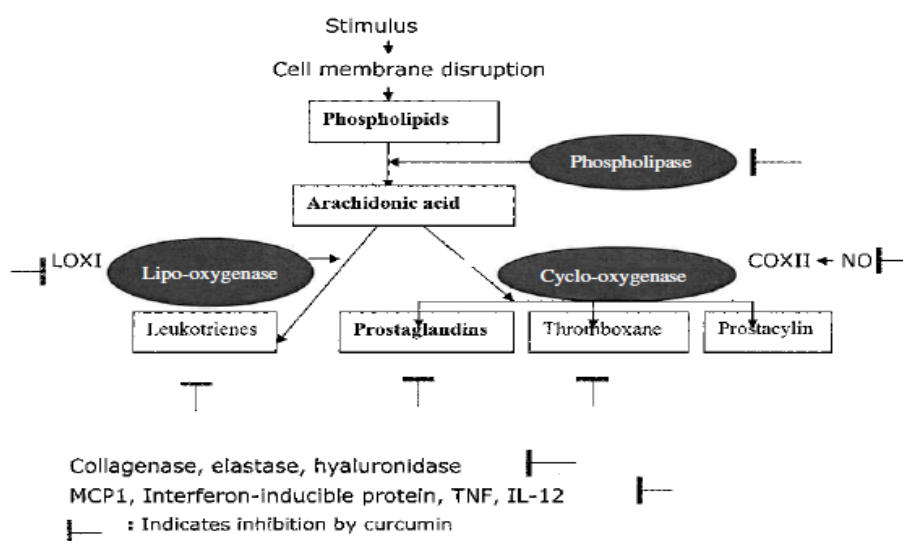 Stimulus
Cell membrane disruption
Phospholipids
Phospholipase
Arachidonic acid
LOXI
Lipo-oxygenase
Cyclo-oxygenase
COXII
NO
Leukotrienes
Prostaglandins
Thromboxane
Prostacylin
Collagenase, elastase, hyaluronidase
MCP1, Interferon-inducible protein, TNF, IL-12
: Indicates inhibition by curcumin